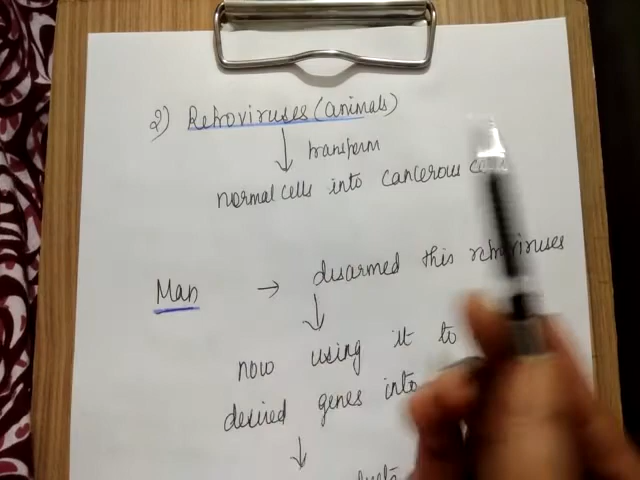 2) Retroviruses (animals)
↓ transform
normal cells into cancerous
Man → disarmed this retroviruses
↓
now using it to
desired genes into
↓